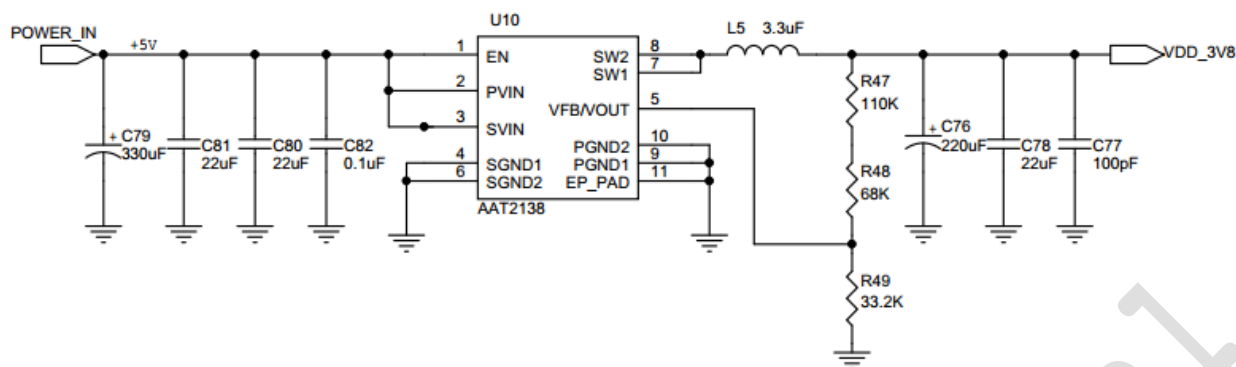 U10
POWER_IN
+5V
1
EN
2
PVIN
3
SVIN
4
SGND1
6
SGND2
SW2
8
SW1
7
VFB/VOUT
5
PGND2
10
PGND1
9
EP_PAD
11
AAT2138
L5 3.3uF
VDD_3V8
+ C79
330uF
C81
22uF
C80
22uF
C82
0.1uF
R47
110K
R48
68K
R49
33.2K
+ C76
220uF
C78
22uF
C77
100pF